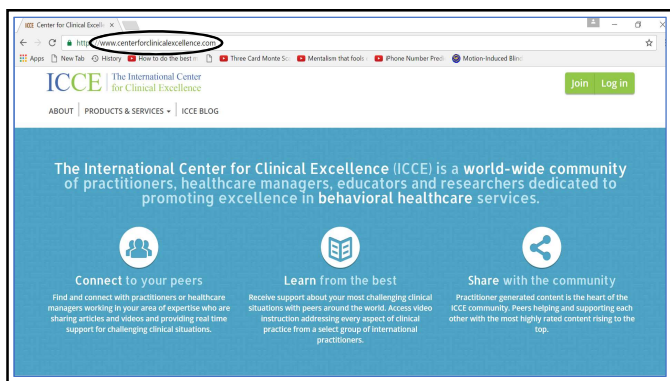 ICCE Center for Clinical Excelle
https://www.centerforclinicalexcellence.com
Apps New Tab History How to do the best m Three Card Monte Sc Mentalism that fools iPhone Number Predi Motion-Induced Blind
ICCE The International Center
for Clinical Excellence
Join Log in
ABOUT PRODUCTS & SERVICES ICCE BLOG
The International Center for Clinical Excellence (ICCE) is a world-wide community
of practitioners, healthcare managers, educators and researchers dedicated to
promoting excellence in behavioral healthcare services.
Connect to your peers
Find and connect with practitioners or healthcare
managers working in your area of expertise who are
sharing articles and videos and providing real time
support for challenging clinical situations.
Learn from the best
Receive support about your most challenging clinical
situations with peers around the world. Access video
instruction addressing every aspect of clinical
practice from a select group of international
practitioners.
Share with the community
Practitioner generated content is the heart of the
ICCE community. Peers helping and supporting each
other with the most highly rated content rising to the
top.